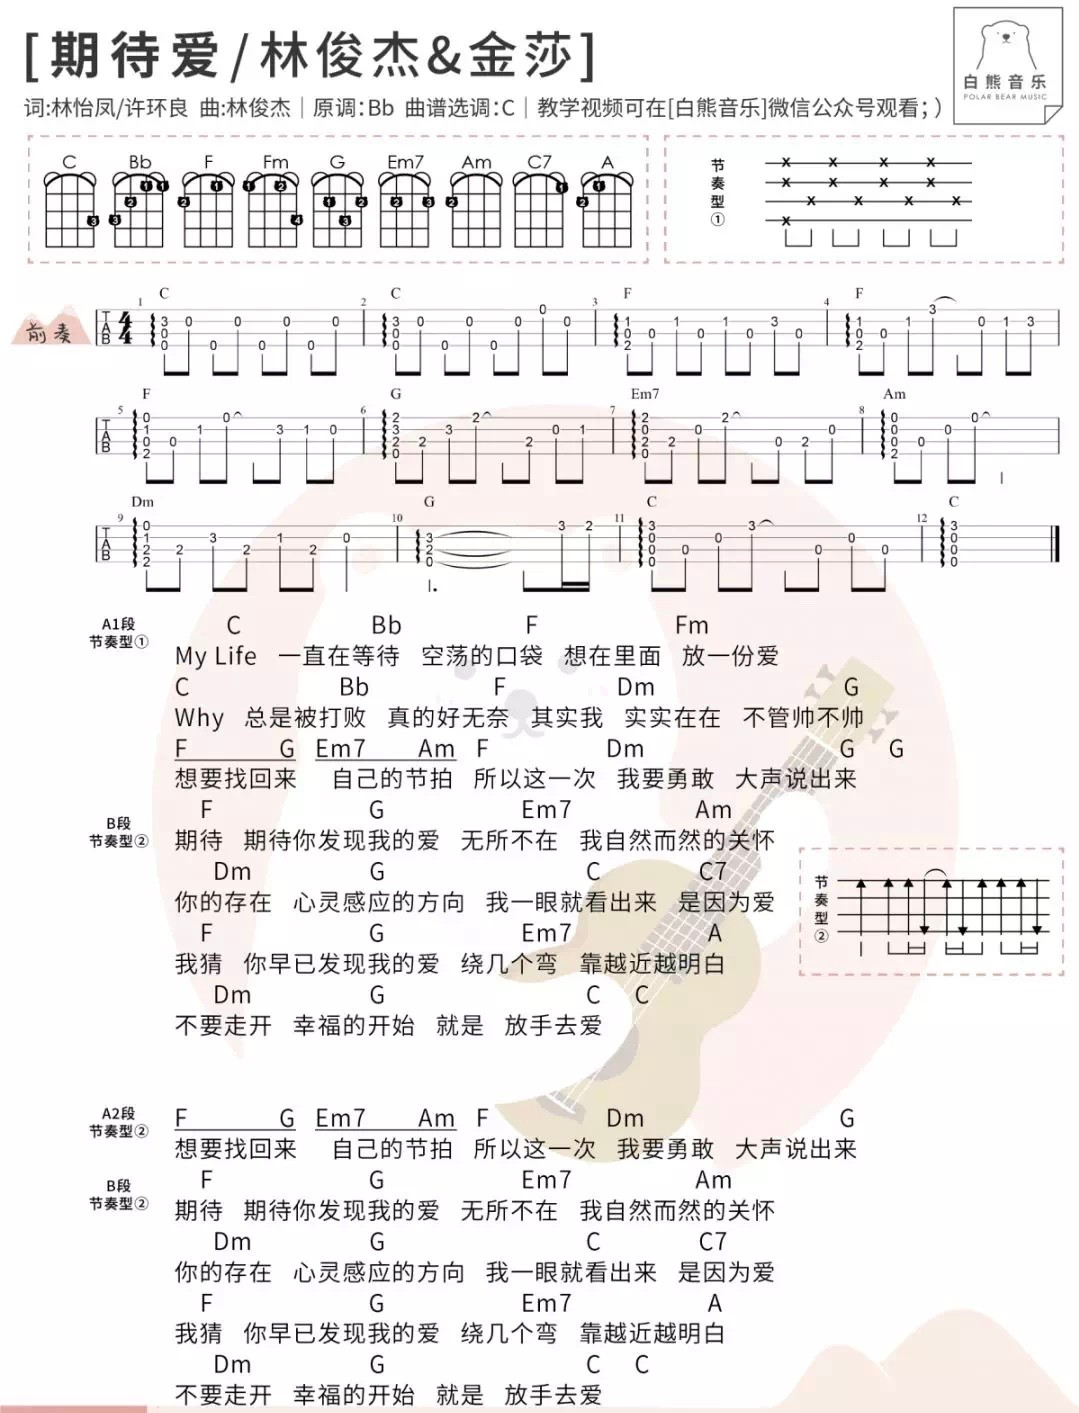 [期待爱/林俊杰&金莎]
白熊音乐
POLAR BEAR MUSIC
词:林怡凤/许环良 曲:林俊杰｜原调:Bb 曲谱选调:C｜教学视频可在[白熊音乐]微信公众号观看;）
C Bb F Fm G Em7 Am C7 A
节奏型①
前奏
C C F F
F G Em7 Am
Dm G C C
A1段
节奏型①
C Bb F Fm
My Life 一直在等待 空荡的口袋 想在里面 放一份爱
C Bb F Dm G
Why 总是被打败 真的好无奈 其实我 实实在在 不管帅不帅
F G Em7 Am F Dm G G
想要找回来 自己的节拍 所以这一次 我要勇敢 大声说出来
B段
节奏型②
F G Em7 Am
期待 期待你发现我的爱 无所不在 我自然而然的关怀
Dm G C C7
你的存在 心灵感应的方向 我一眼就看出来 是因为爱
节奏型②
F G Em7 A
我猜 你早已发现我的爱 绕几个弯 靠越近越明白
Dm G C C
不要走开 幸福的开始 就是 放手去爱
A2段
节奏型②
F G Em7 Am F Dm G
想要找回来 自己的节拍 所以这一次 我要勇敢 大声说出来
B段
节奏型②
F G Em7 Am
期待 期待你发现我的爱 无所不在 我自然而然的关怀
Dm G C C7
你的存在 心灵感应的方向 我一眼就看出来 是因为爱
F G Em7 A
我猜 你早已发现我的爱 绕几个弯 靠越近越明白
Dm G C C
不要走开 幸福的开始 就是 放手去爱